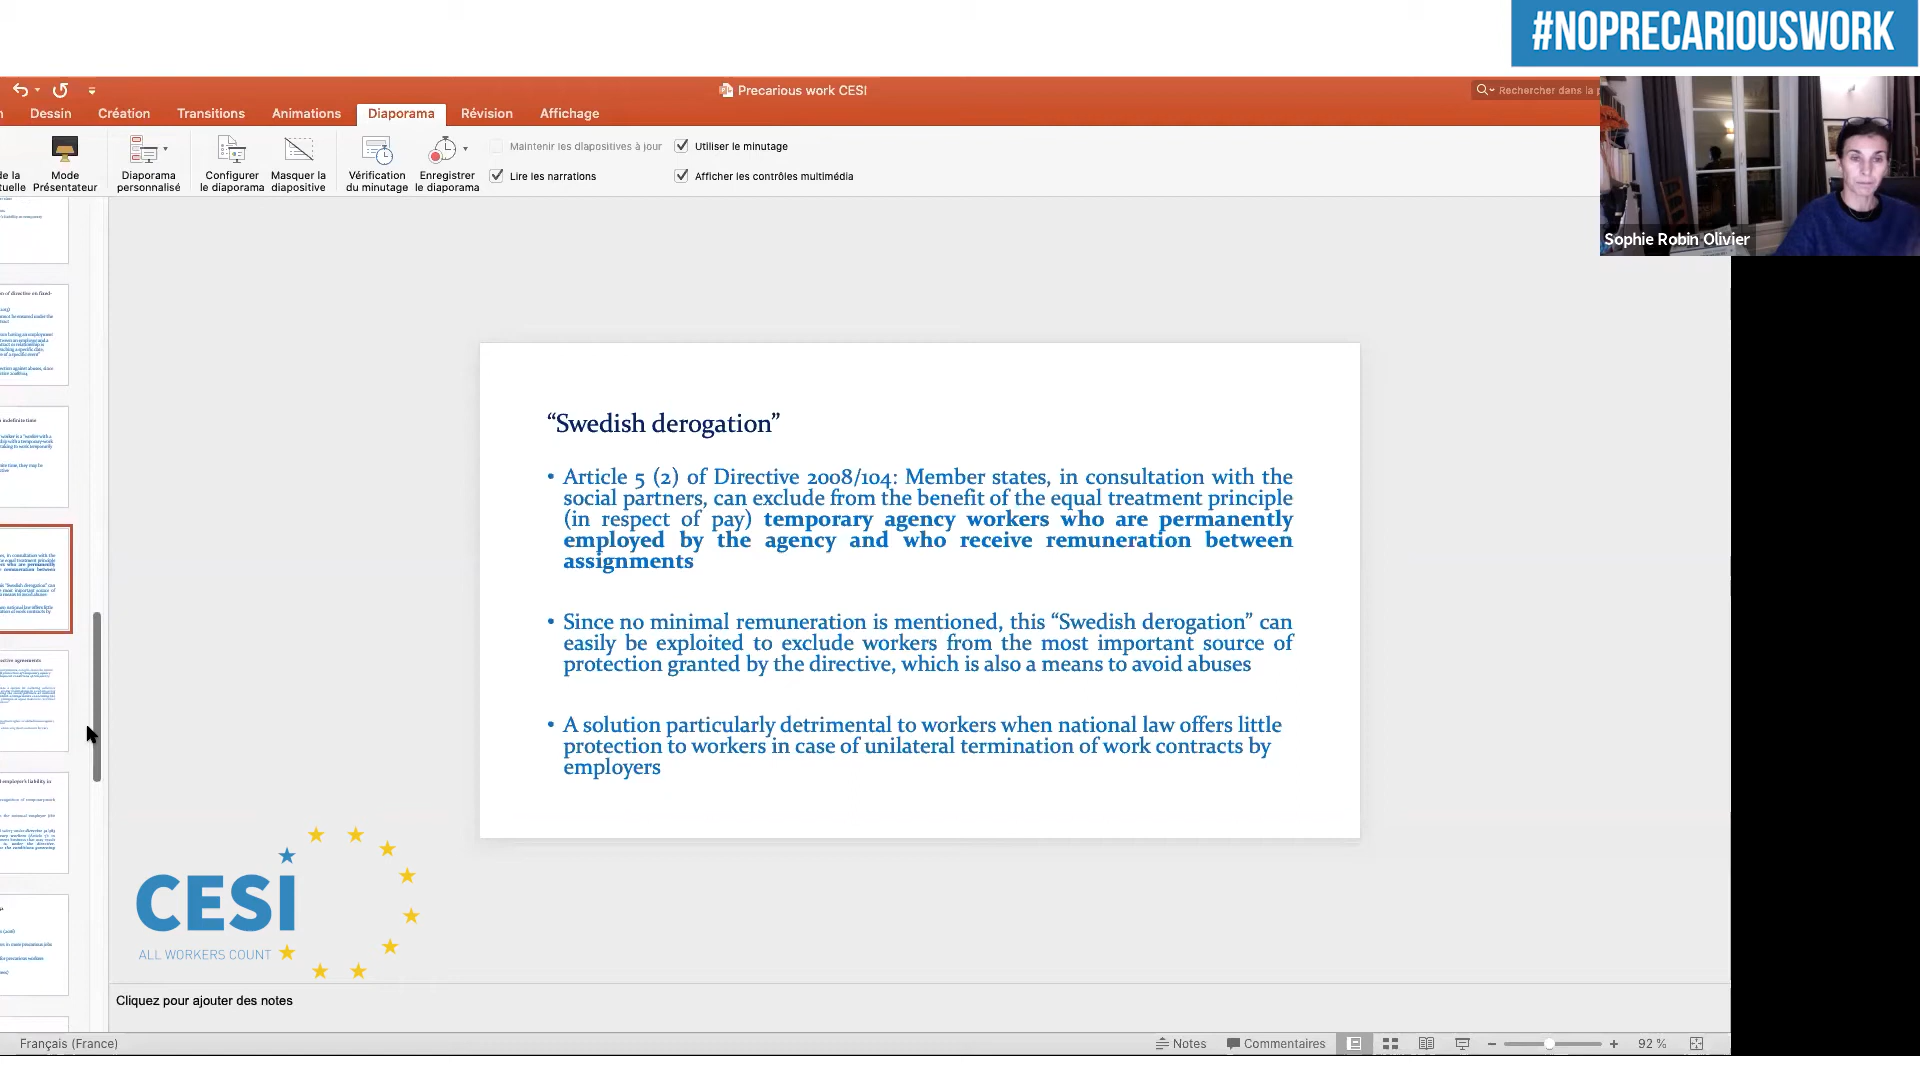 #NOPRECARIOUSWORK
Precarious work CESI
Rechercher dans la p
Dessin Création Transitions Animations Diaporama Révision Affichage
Maintenir les diapositives à jour Utiliser le minutage
de la Mode Diaporama Configurer Masquer la Vérification Enregistrer Lire les narrations Afficher les contrôles multimédia
tuelle Présentateur personnalisé le diaporama diapositive du minutage le diaporama
Sophie Robin Olivier
“Swedish derogation”
• Article 5 (2) of Directive 2008/104: Member states, in consultation with the
social partners, can exclude from the benefit of the equal treatment principle
(in respect of pay) temporary agency workers who are permanently
employed by the agency and who receive remuneration between
assignments
• Since no minimal remuneration is mentioned, this “Swedish derogation” can
easily be exploited to exclude workers from the most important source of
protection granted by the directive, which is also a means to avoid abuses
• A solution particularly detrimental to workers when national law offers little
protection to workers in case of unilateral termination of work contracts by
employers
CESI
ALL WORKERS COUNT
Cliquez pour ajouter des notes
Français (France) Notes Commentaires 92 %